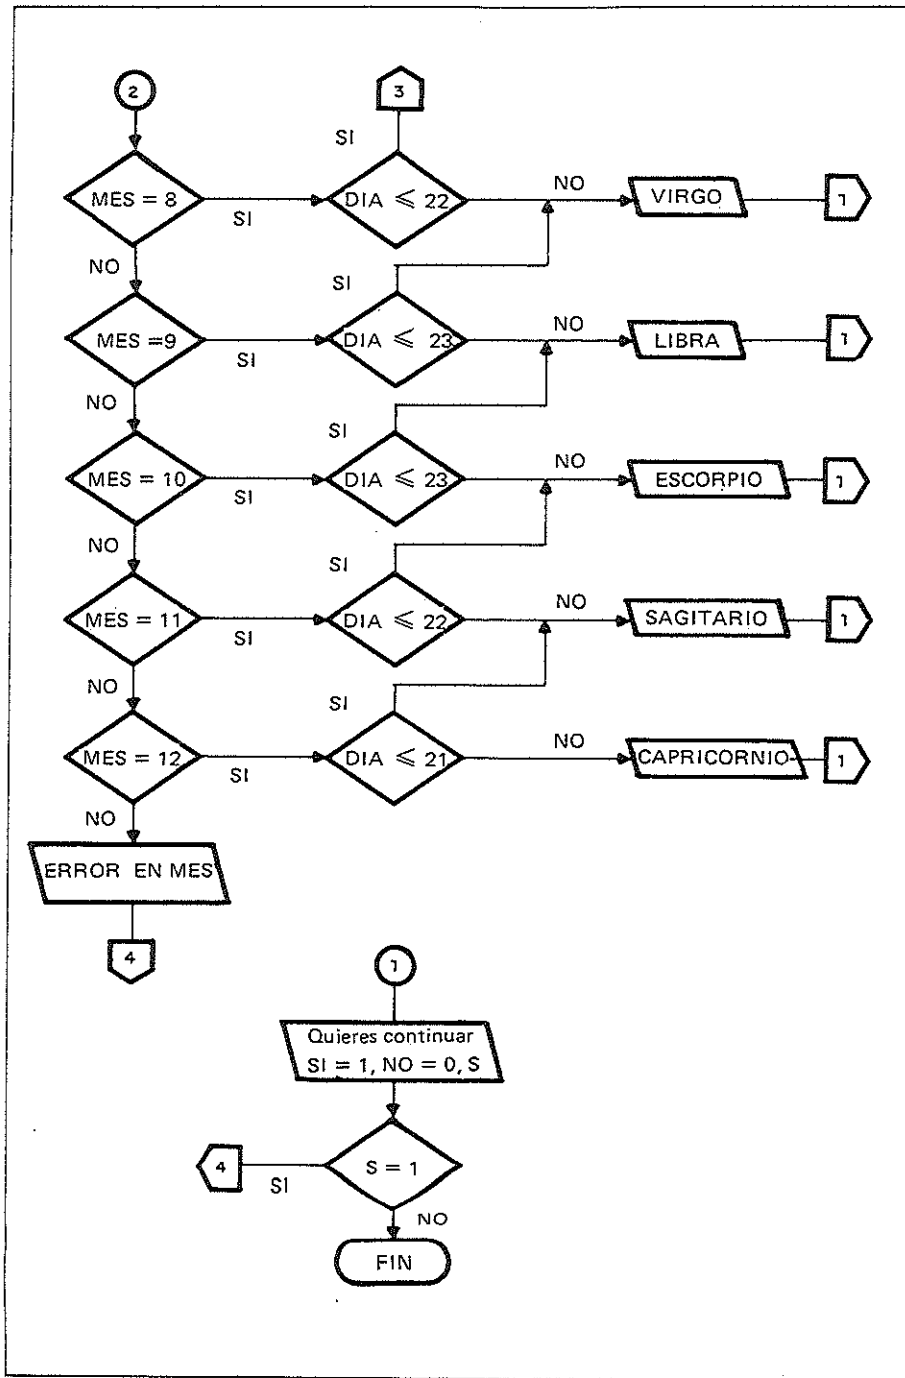 2
3
SI
MES = 8
SI
DIA ≤ 22
NO
VIRGO
1
NO
SI
MES =9
SI
DIA ≤ 23
NO
LIBRA
1
NO
SI
MES = 10
SI
DIA ≤ 23
NO
ESCORPIO
1
NO
SI
MES = 11
SI
DIA ≤ 22
NO
SAGITARIO
1
NO
SI
MES = 12
SI
DIA ≤ 21
NO
CAPRICORNIO
1
NO
ERROR EN MES
4
1
Quieres continuar
SI = 1, NO = 0, S
4
SI
S = 1
NO
FIN